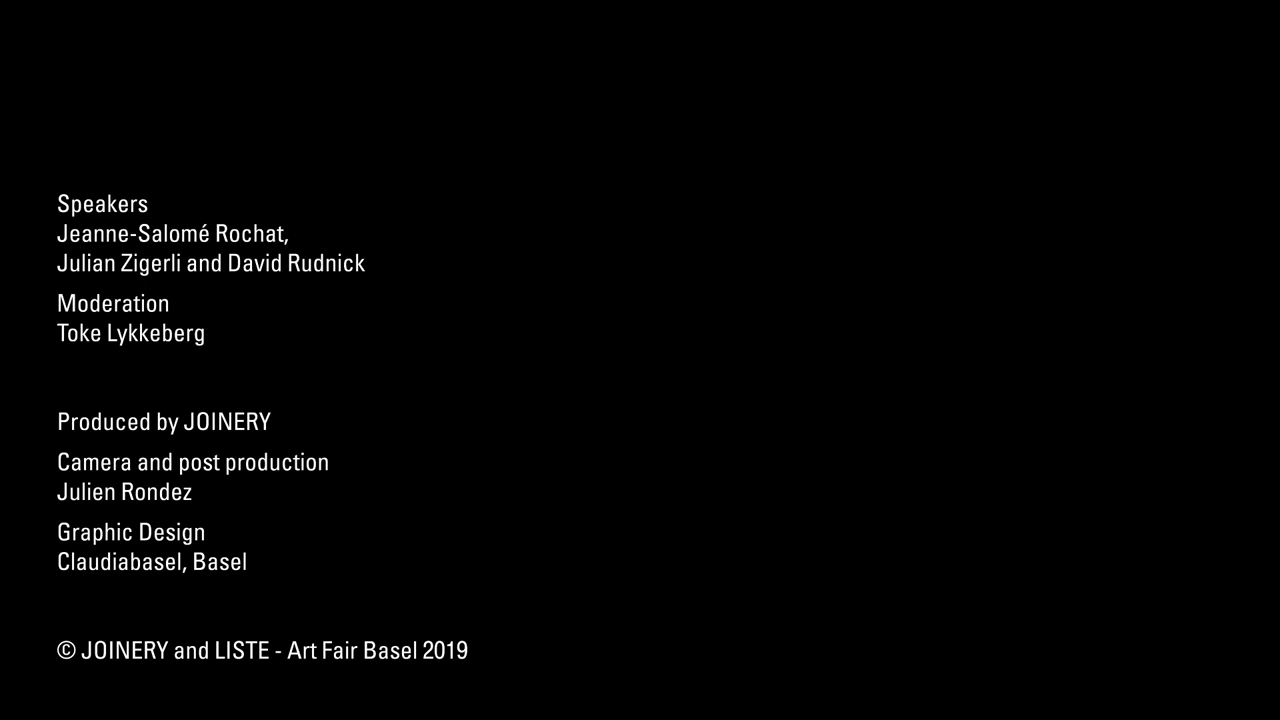 Speakers
Jeanne-Salomé Rochat,
Julian Zigerli and David Rudnick
Moderation
Toke Lykkeberg
Produced by JOINERY
Camera and post production
Julien Rondez
Graphic Design
Claudiabasel, Basel
© JOINERY and LISTE - Art Fair Basel 2019